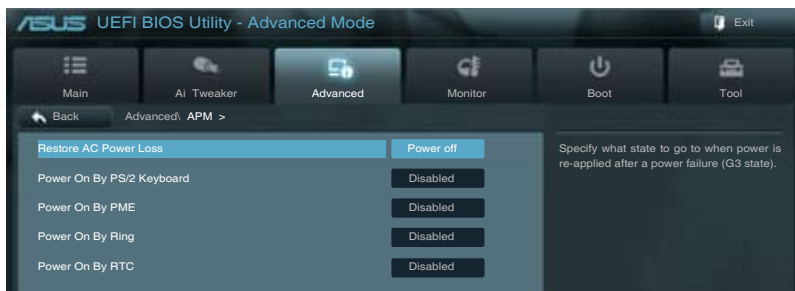 ASUS UEFI BIOS Utility - Advanced Mode
Exit
Main
Ai Tweaker
Advanced
Monitor
Boot
Tool
Back
Advanced\ APM >
Restore AC Power Loss
Power off
Power On By PS/2 Keyboard
Disabled
Power On By PME
Disabled
Power On By Ring
Disabled
Power On By RTC
Disabled
Specify what state to go to when power is
re-applied after a power failure (G3 state).